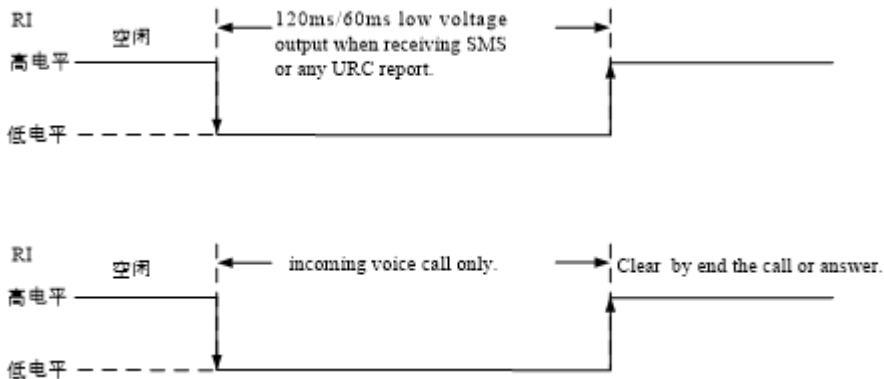 RI
空闲
120ms/60ms low voltage
output when receiving SMS
or any URC report.
高电平
低电平
RI
空闲
incoming voice call only.
Clear by end the call or answer.
高电平
低电平